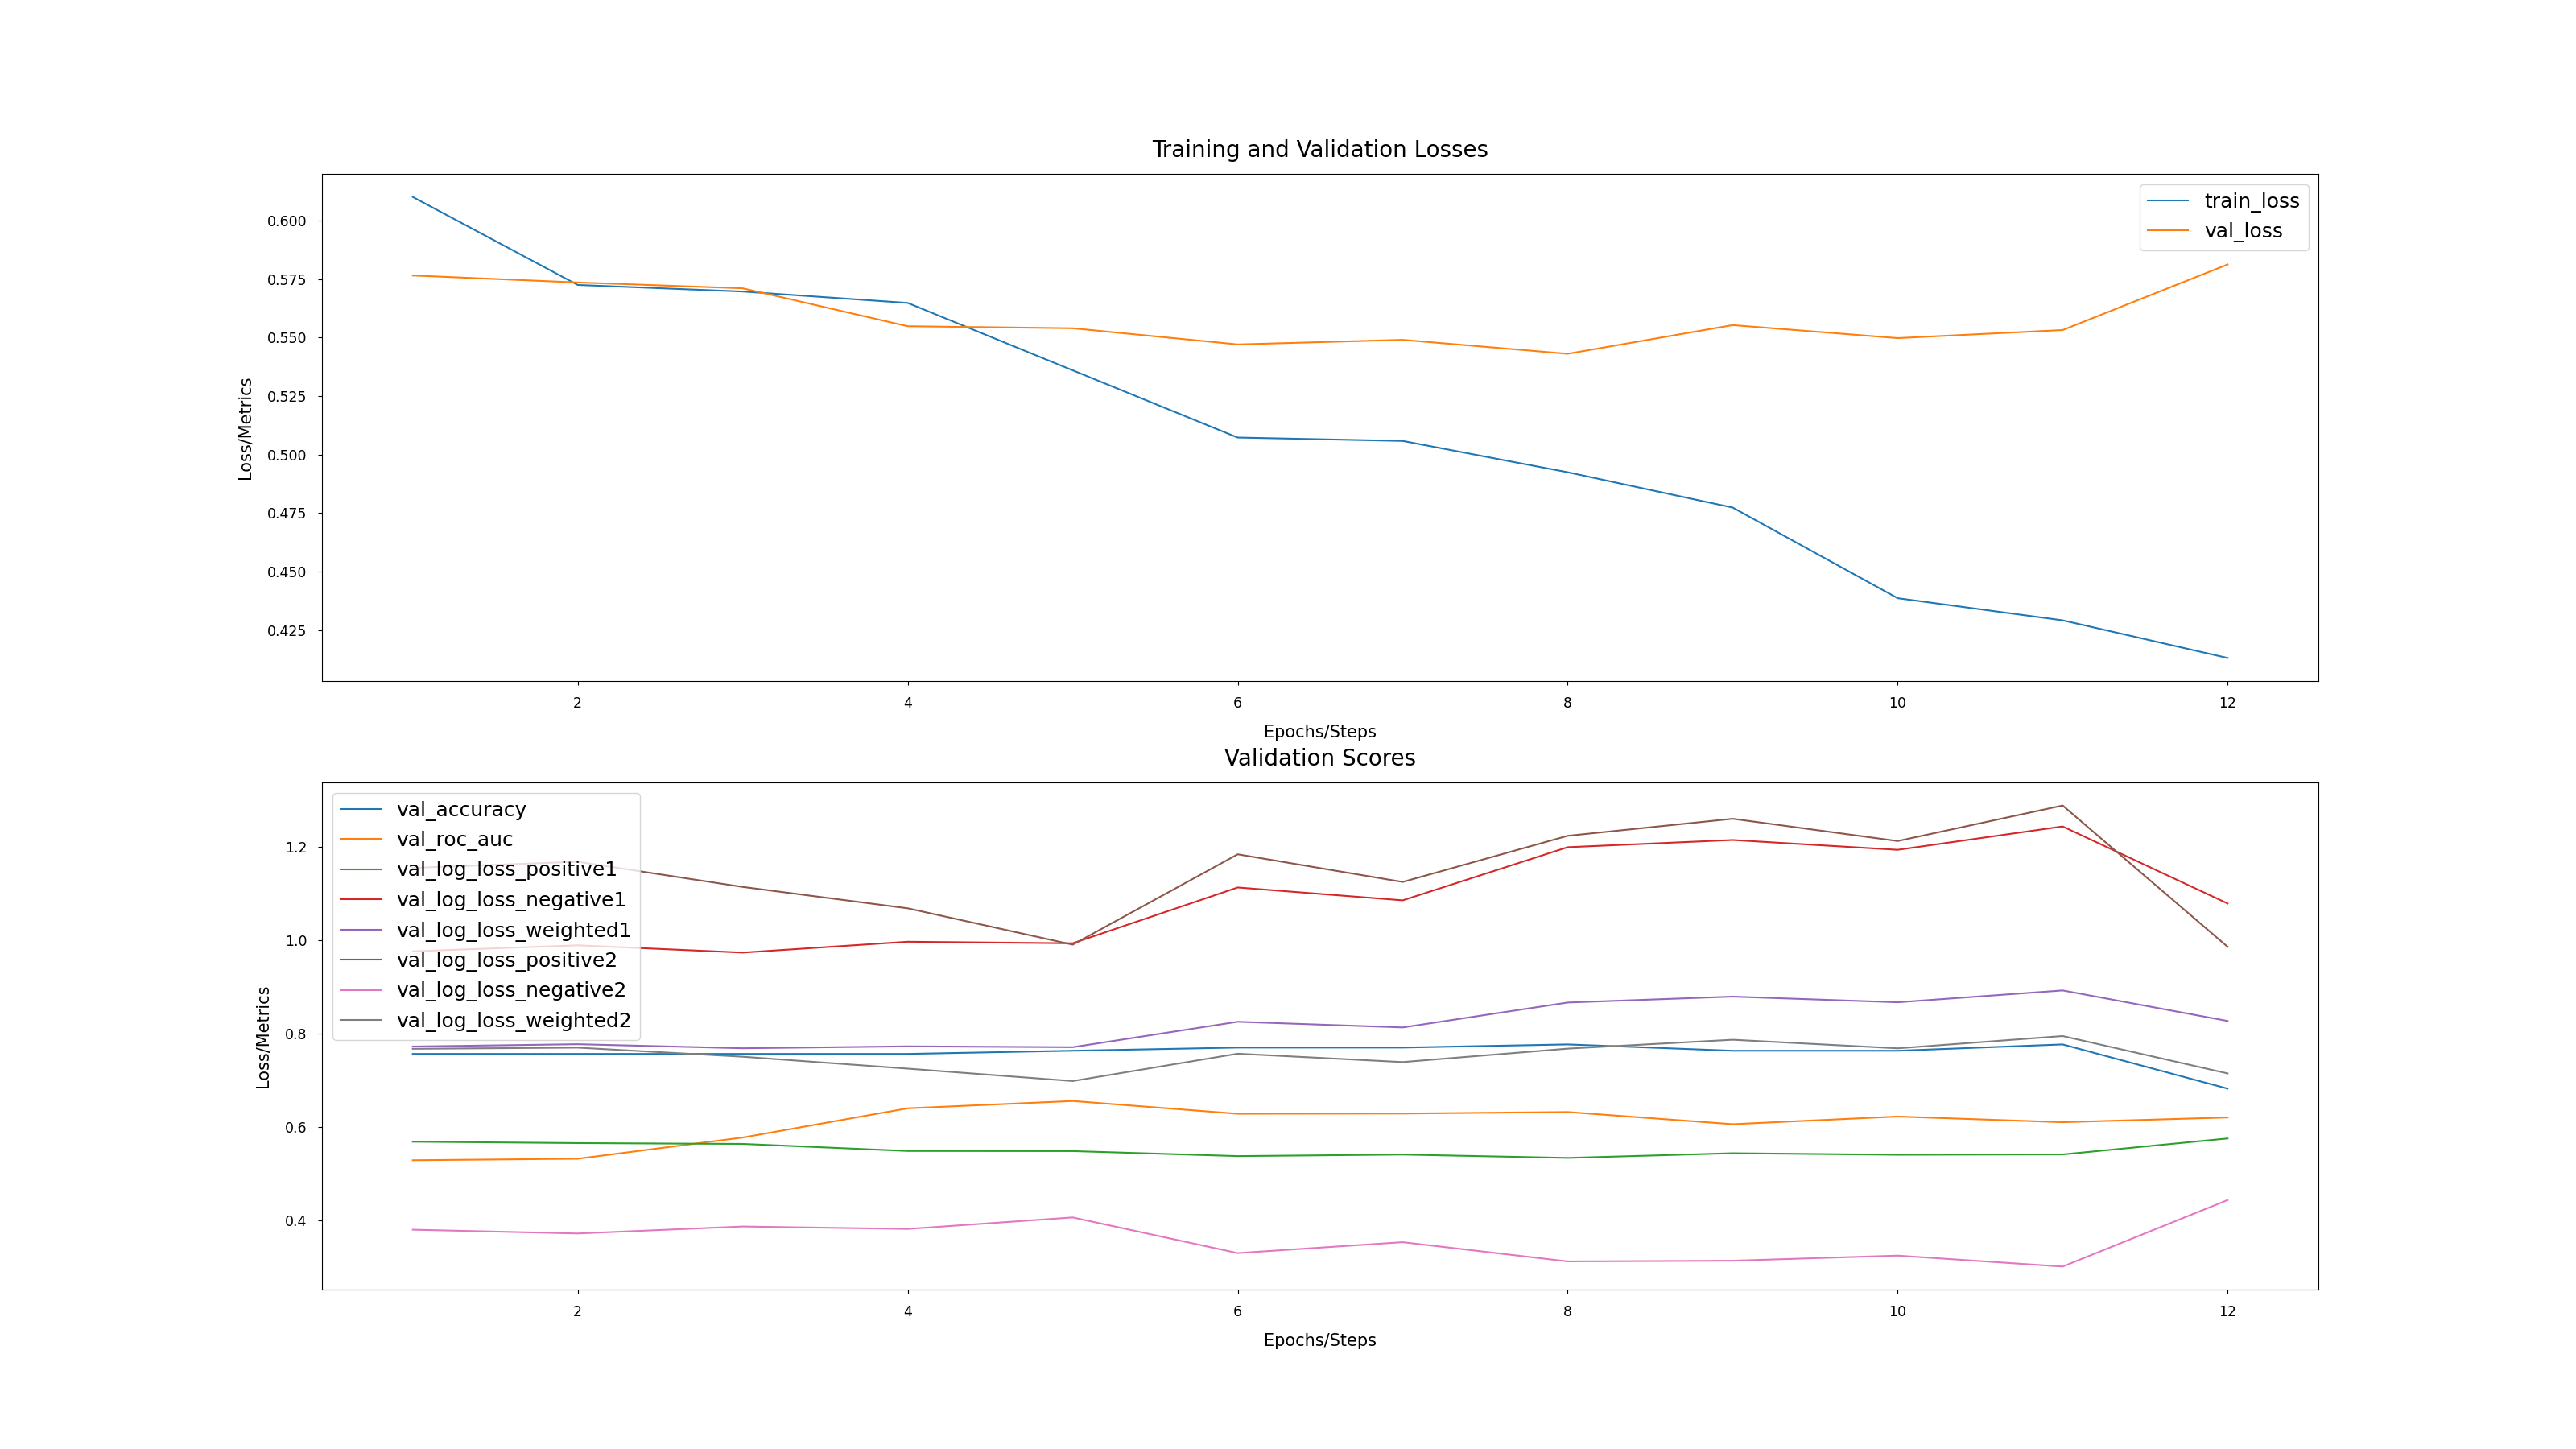 Training and Validation Losses
train_loss
val_loss
0.600
0.575
0.550
0.525
0.500
0.475
0.450
0.425
Loss/Metrics
2 4 6 8 10 12
Epochs/Steps
Validation Scores
val_accuracy
val_roc_auc
val_log_loss_positive1
val_log_loss_negative1
val_log_loss_weighted1
val_log_loss_positive2
val_log_loss_negative2
val_log_loss_weighted2
1.2
1.0
0.8
0.6
0.4
Loss/Metrics
2 4 6 8 10 12
Epochs/Steps